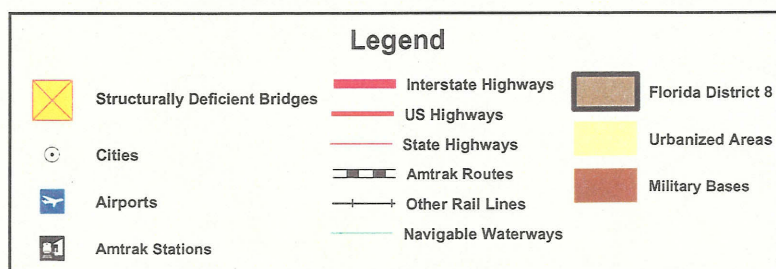 Legend
Structurally Deficient Bridges
Cities
Airports
Amtrak Stations
Interstate Highways
US Highways
State Highways
Amtrak Routes
Other Rail Lines
Navigable Waterways
Florida District 8
Urbanized Areas
Military Bases